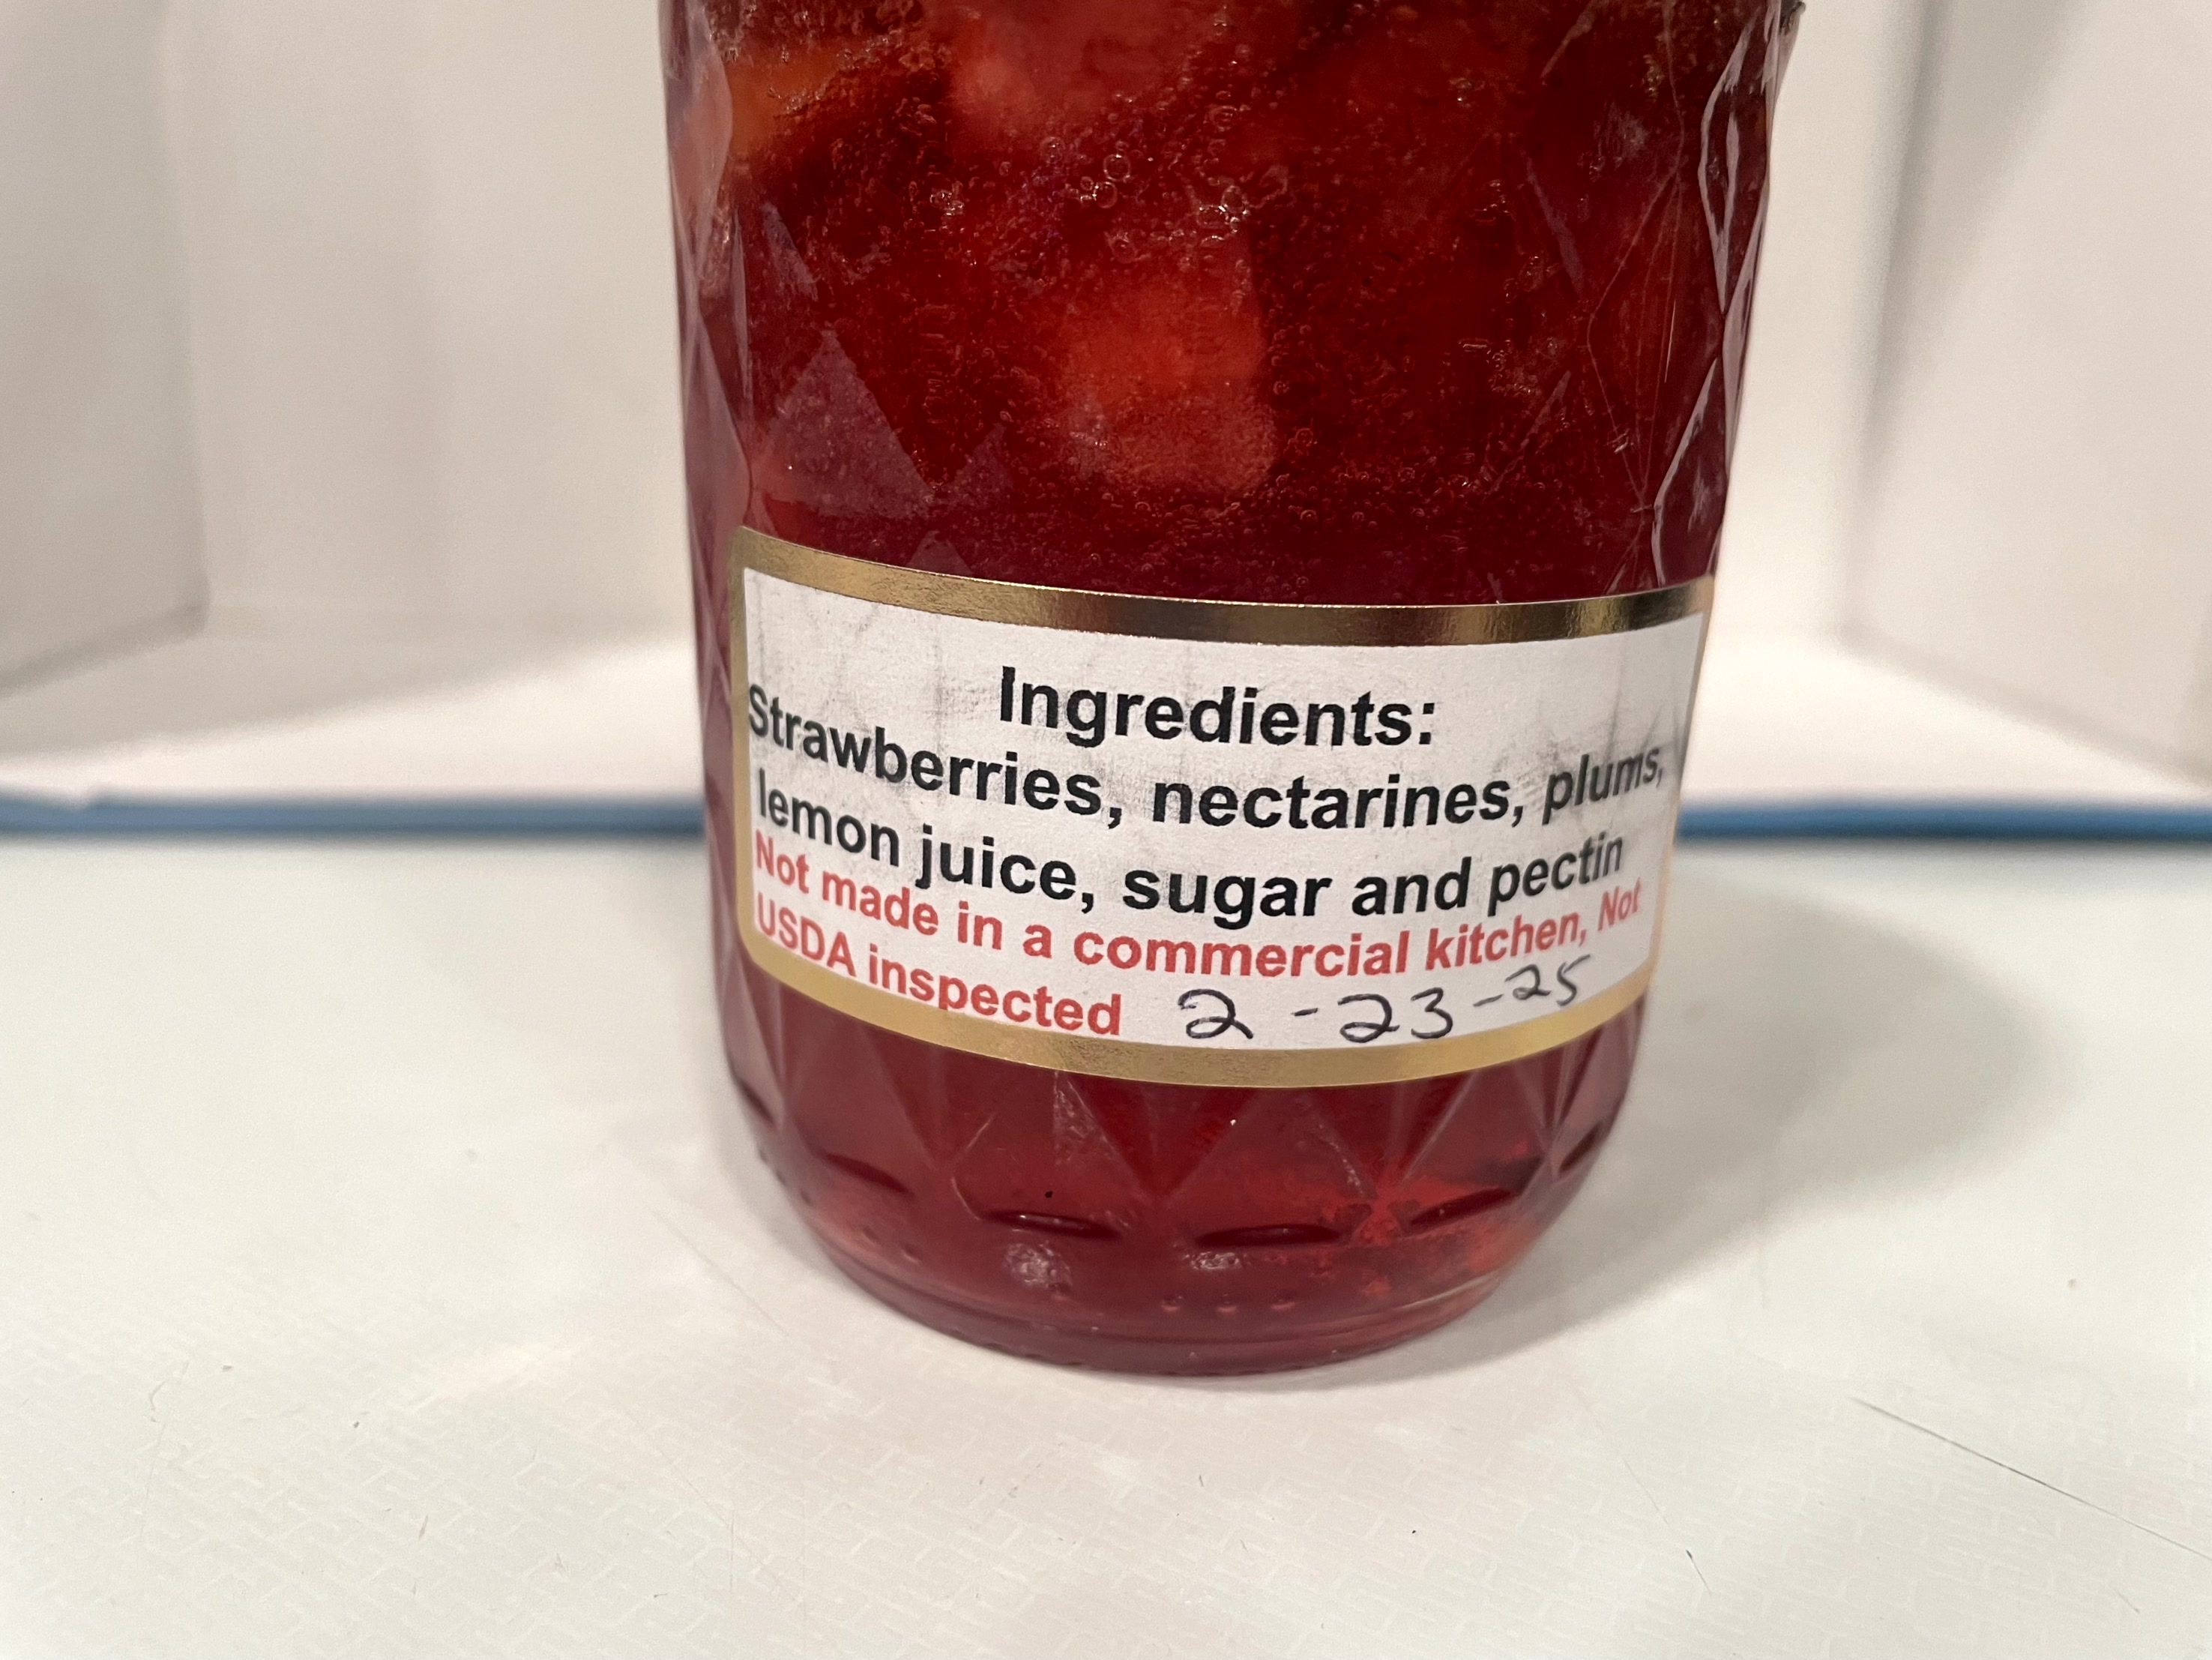 Ingredients:
Strawberries, nectarines, plums,
lemon juice, sugar and pectin
Not made in a commercial kitchen, Not
USDA inspected 2-23-25